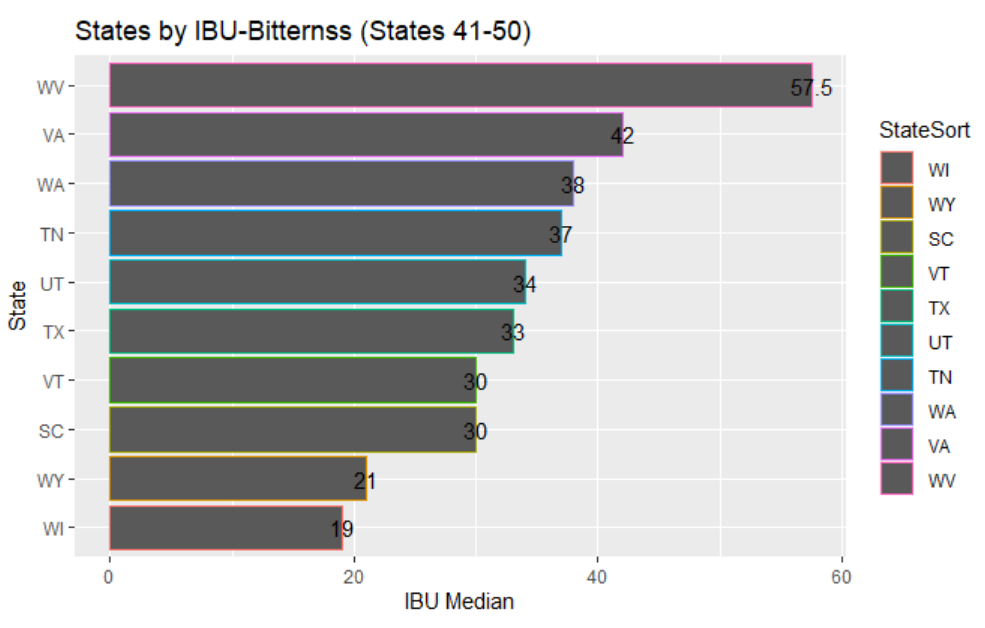 States by IBU-Bitternss (States 41-50)
WV
57.5
VA
42
WA
38
TN
37
UT
34
TX
33
VT
30
SC
30
WY
21
WI
19
State
0 20 40 60
IBU Median
StateSort
WI
WY
SC
VT
TX
UT
TN
WA
VA
WV